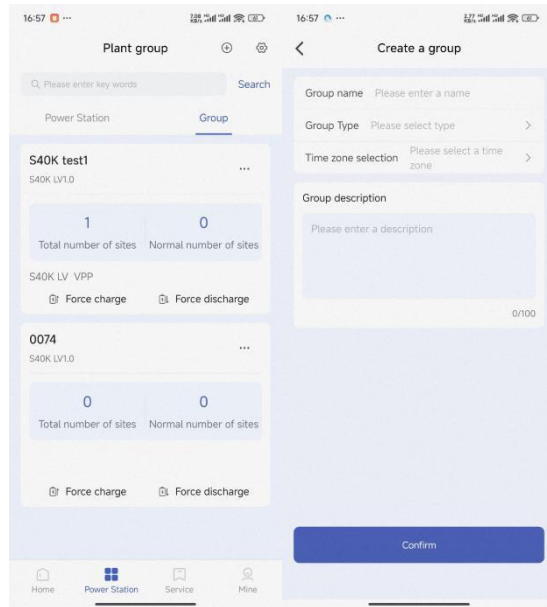 16:57
Plant group
Please enter key words
Search
Power Station
Group
S40K test1
S40K LV1.0
1
0
Total number of sites
Normal number of sites
S40K LV VPP
Force charge
Force discharge
0074
S40K LV1.0
0
0
Total number of sites
Normal number of sites
Force charge
Force discharge
Home
Power Station
Service
Mine
16:57
Create a group
Group name
Please enter a name
Group Type
Please select type
Time zone selection
Please select a time
zone
Group description
Please enter a description
0/100
Confirm